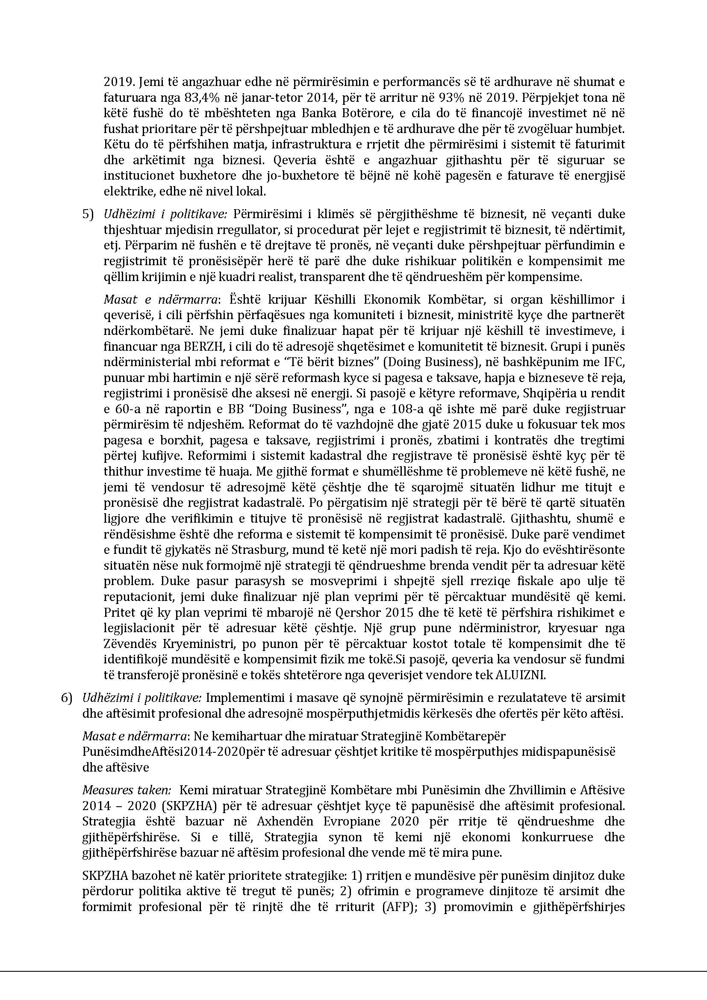 2019. Jemi të angazhuar edhe në përmirësimin e performancës së të ardhurave në shumat e
faturuara nga 83,4% në janar-tetor 2014, për të arritur në 93% në 2019. Përpjekjet tona në
këtë fushë do të mbështeten nga Banka Botërore, e cila do të financojë investimet në në
fushat prioritare për të përshpejtuar mbledhjen e të ardhurave dhe për të zvogëluar humbjet.
Këtu do të përfshihen matja, infrastruktura e rrjetit dhe përmirësimi i sistemit të faturimit
dhe arkëtimit nga biznesi. Qeveria është e angazhuar gjithashtu për të siguruar se
institucionet buxhetore dhe jo-buxhetore të bëjnë në kohë pagesën e faturave të energjisë
elektrike, edhe në nivel lokal.
5) Udhëzimi i politikave: Përmirësimi i klimës së përgjithëshme të biznesit, në veçanti duke
thjeshtuar mjedisin rregullator, si procedurat për lejet e regjistrimit të biznesit, të ndërtimit,
etj. Përparim në fushën e të drejtave të pronës, në veçanti duke përshpejtuar përfundimin e
regjistrimit të pronësisëpër herë të parë dhe duke rishikuar politikën e kompensimit me
qëllim krijimin e një kuadri realist, transparent dhe të qëndrueshëm për kompensime.
Masat e ndërmarra: Është krijuar Këshilli Ekonomik Kombëtar, si organ këshillimor i
qeverisë, i cili përfshin përfaqësues nga komuniteti i biznesit, ministritë kyçe dhe partnerët
ndërkombëtarë. Ne jemi duke finalizuar hapat për të krijuar një këshill të investimeve, i
financuar nga BERZH, i cili do të adresojë shqetësimet e komunitetit të biznesit. Grupi i punës
ndërministerial mbi reformat e “Të bërit biznes” (Doing Business), në bashkëpunim me IFC,
punuar mbi hartimin e një sërë reformash kyce si pagesa e taksave, hapja e bizneseve të reja,
regjistrimi i pronësisë dhe aksesi në energji. Si pasojë e këtyre reformave, Shqipëria u rendit
e 60-a në raportin e BB “Doing Business”, nga e 108-a që ishte më parë duke regjistruar
përmirësim të ndjeshëm. Reformat do të vazhdojnë dhe gjatë 2015 duke u fokusuar tek mos
pagesa e borxhit, pagesa e taksave, regjistrimi i pronës, zbatimi i kontratës dhe tregtimi
përtej kufijve. Reformimi i sistemit kadastral dhe regjistrave të pronësisë është kyç për të
thithur investime të huaja. Me gjithë format e shumëllëshme të problemeve në këtë fushë, ne
jemi të vendosur të adresojmë këtë çështje dhe të sqarojmë situatën lidhur me titujt e
pronësisë dhe regjistrat kadastralë. Po përgatisim një strategji për të bërë të qartë situatën
ligjore dhe verifikimin e titujve të pronësisë në regjistrat kadastralë. Gjithashtu, shumë e
rëndësishme është dhe reforma e sistemit të kompensimit të pronësisë. Duke parë vendimet
e fundit të gjykatës në Strasburg, mund të ketë një mori padish të reja. Kjo do evështirësonte
situatën nëse nuk formojmë një strategji të qëndrueshme brenda vendit për ta adresuar këtë
problem. Duke pasur parasysh se mosveprimi i shpejtë sjell rreziqe fiskale apo ulje të
reputacionit, jemi duke finalizuar një plan veprimi për të përcaktuar mundësitë që kemi.
Pritet që ky plan veprimi të mbarojë në Qershor 2015 dhe të ketë të përfshira rishikimet e
legjislacionit për të adresuar këtë çështje. Një grup pune ndërministror, kryesuar nga
Zëvendës Kryeministri, po punon për të përcaktuar kostot totale të kompensimit dhe të
identifikojë mundësitë e kompensimit fizik me tokë.Si pasojë, qeveria ka vendosur së fundmi
të transferojë pronësinë e tokës shtetërore nga qeverisjet vendore tek ALUIZNI.
6) Udhëzimi i politikave: Implementimi i masave që synojnë përmirësimin e rezulatateve të arsimit
dhe aftësimit profesional dhe adresojnë mospërputhjetmidis kërkesës dhe ofertës për këto aftësi.
Masat e ndërmarra: Ne kemihartuar dhe miratuar Strategjinë Kombëtarepër
PunësimdheAftësi2014-2020për të adresuar çështjet kritike të mospërputhjes midispapunësisë
dhe aftësive
Measures taken: Kemi miratuar Strategjinë Kombëtare mbi Punësimin dhe Zhvillimin e Aftësive
2014 – 2020 (SKPZHA) për të adresuar çështjet kyçe të papunësisë dhe aftësimit profesional.
Strategjia është bazuar në Axhendën Evropiane 2020 për rritje të qëndrueshme dhe
gjithëpërfshirëse. Si e tillë, Strategjia synon të kemi një ekonomi konkurruese dhe
gjithëpërfshirëse bazuar në aftësim profesional dhe vende më të mira pune.
SKPZHA bazohet në katër prioritete strategjike: 1) rritjen e mundësive për punësim dinjitoz duke
përdorur politika aktive të tregut të punës; 2) ofrimin e programeve dinjitoze të arsimit dhe
formimit profesional për të rinjtë dhe të rriturit (AFP); 3) promovimin e gjithëpërfshirjes